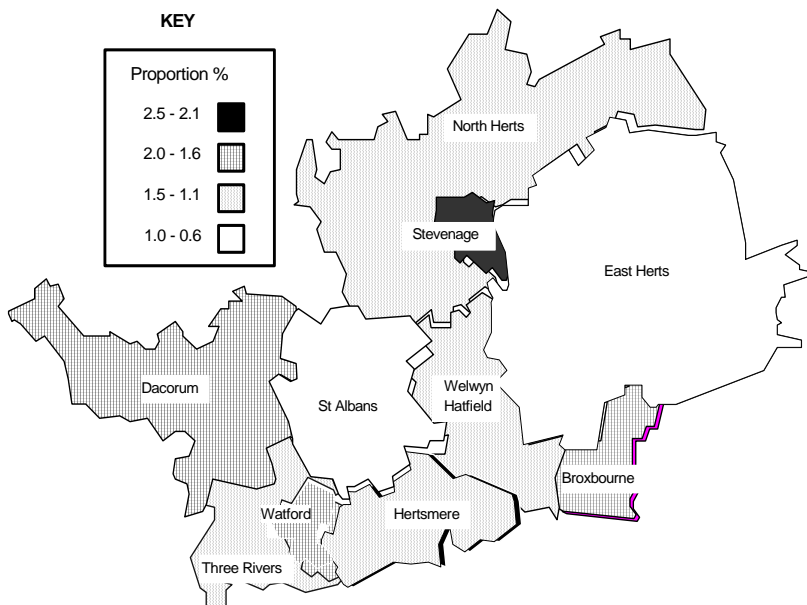 KEY
Proportion %
2.5 - 2.1
2.0 - 1.6
1.5 - 1.1
1.0 - 0.6
North Herts
Stevenage
East Herts
Dacorum
St Albans
Welwyn
Hatfield
Broxbourne
Watford
Hertsmere
Three Rivers